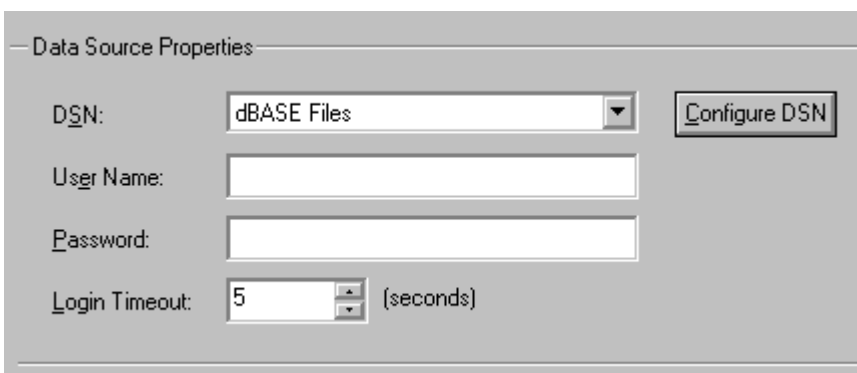 Data Source Properties
DSN: dBASE Files Configure DSN
User Name:
Password:
Login Timeout: 5 (seconds)